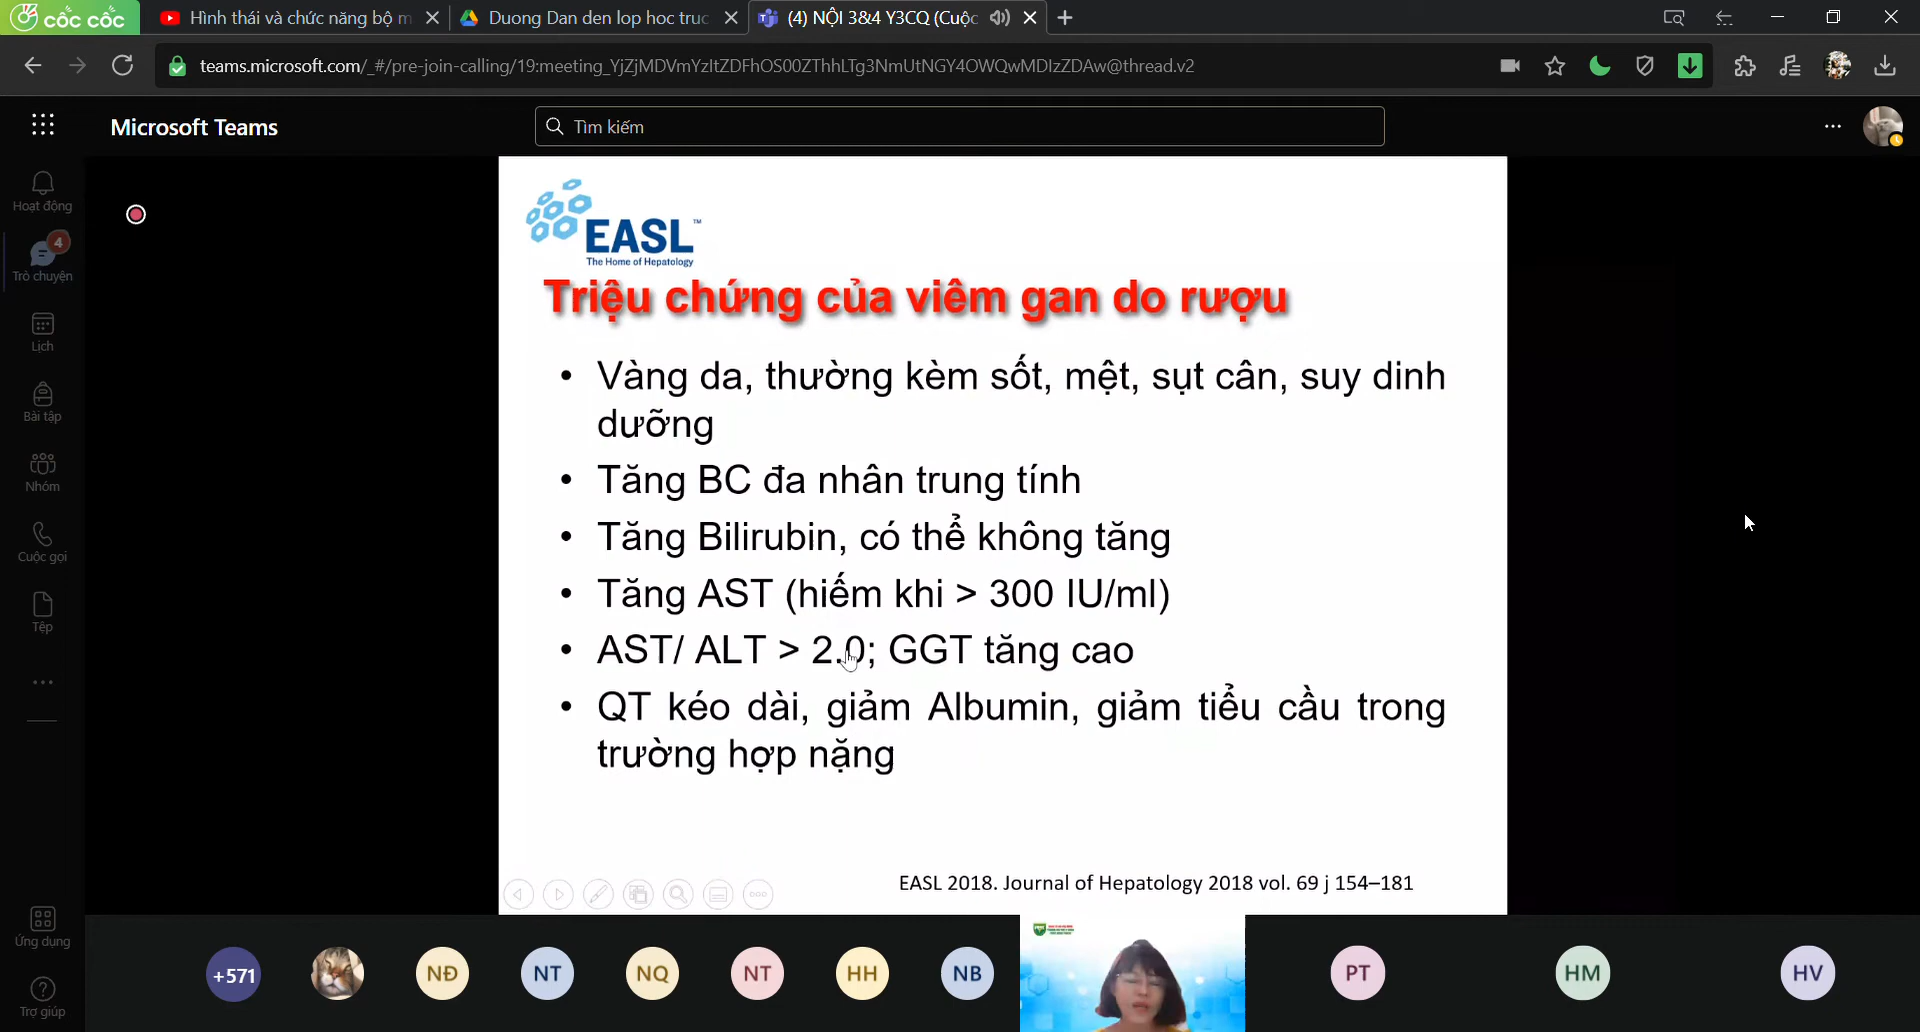 cốc cốc
Hình thái và chức năng bộ m
Duong Dan den lop hoc truc
(4) NỘI 3&4 Y3CQ (Cuộc
teams.microsoft.com/_#/pre-join-calling/19:meeting_YjZjMDVmYzItZDFhOS00ZThhLTg3NmUtNGY4OWQwMDIzZDAw@thread.v2
Microsoft Teams
Tìm kiếm
Hoạt động
4
Trò chuyện
Lịch
Bài tập
Nhóm
Cuộc gọi
Tệp
Ứng dụng
Trợ giúp
EASL™
The Home of Hepatology
Triệu chứng của viêm gan do rượu
• Vàng da, thường kèm sốt, mệt, sụt cân, suy dinh
dưỡng
• Tăng BC đa nhân trung tính
• Tăng Bilirubin, có thể không tăng
• Tăng AST (hiếm khi > 300 IU/ml)
• AST/ ALT > 2.0; GGT tăng cao
• QT kéo dài, giảm Albumin, giảm tiểu cầu trong
trường hợp nặng
EASL 2018. Journal of Hepatology 2018 vol. 69 j 154–181
+571
NĐ
NT
NQ
NT
HH
NB
PT
HM
HV